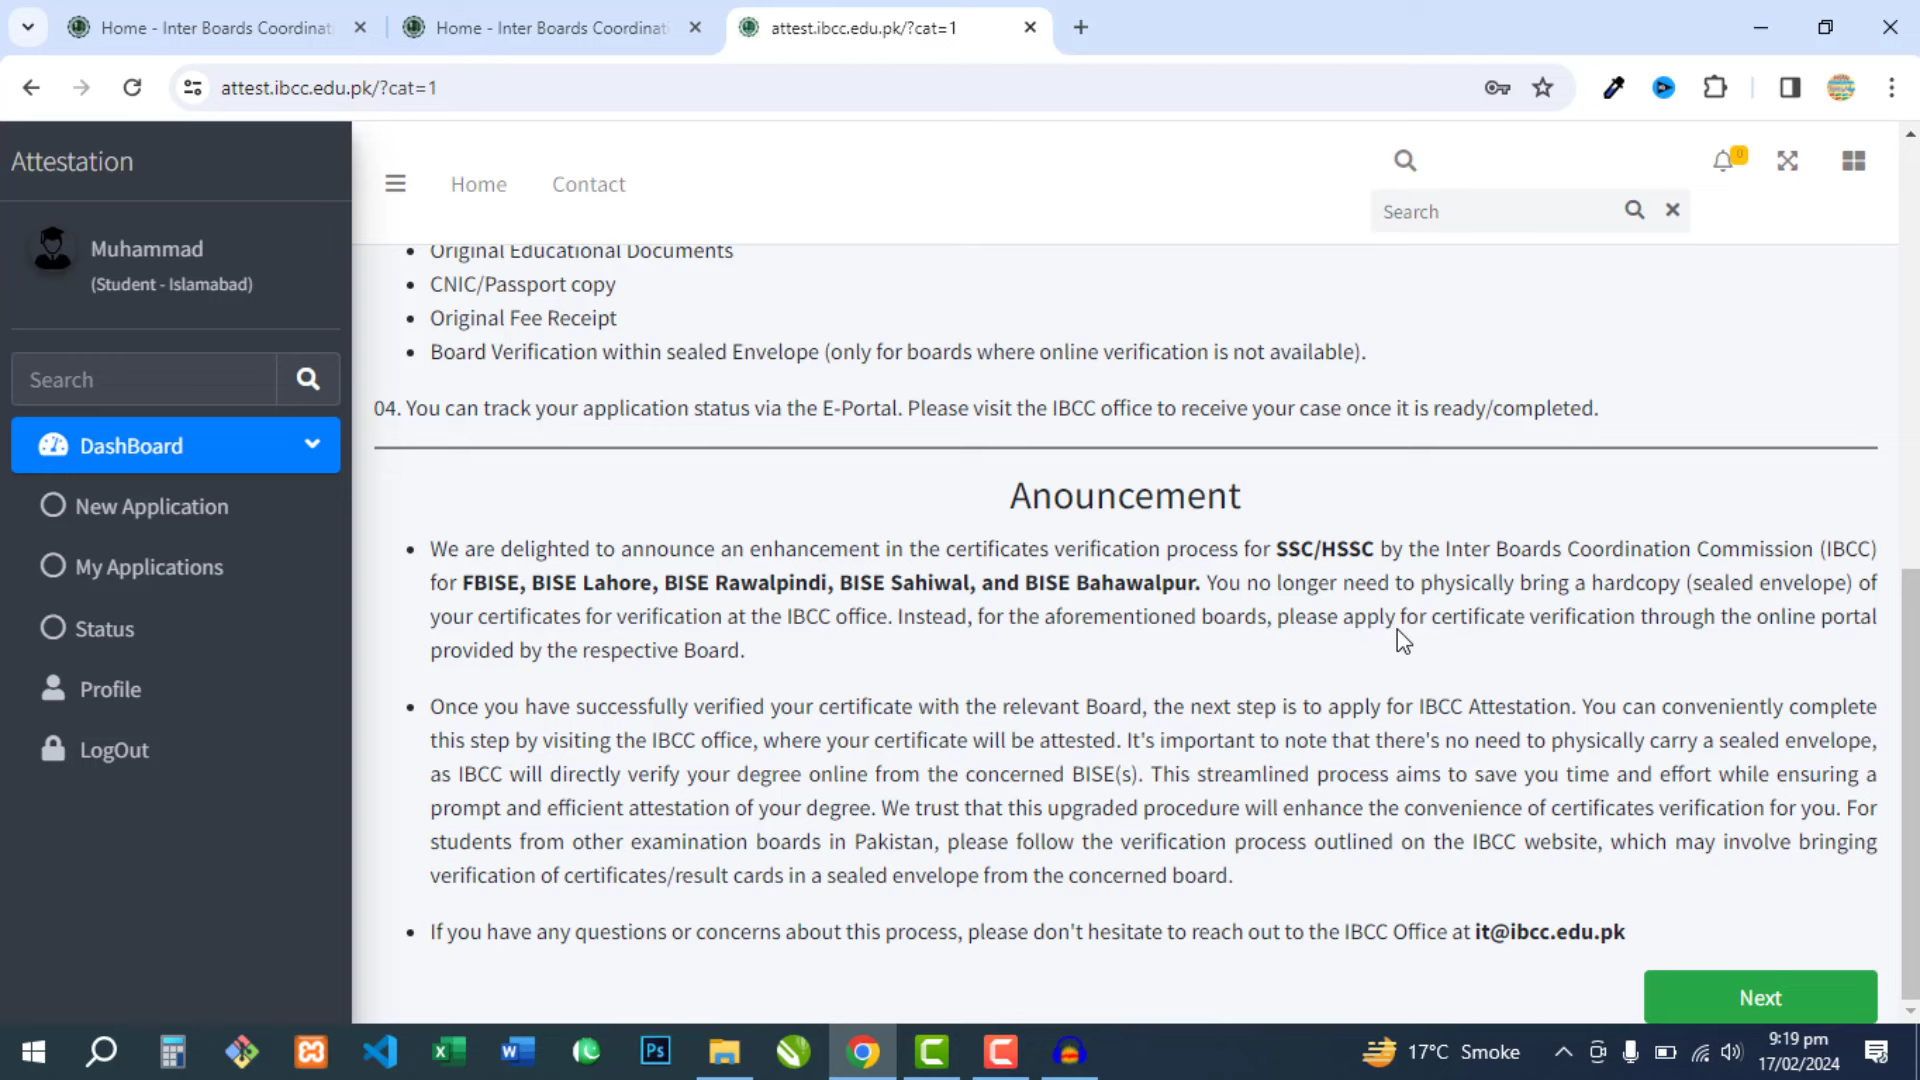 Home - Inter Boards Coordinati
Home - Inter Boards Coordinati
attest.ibcc.edu.pk/?cat=1
attest.ibcc.edu.pk/?cat=1
Attestation
Muhammad
(Student - Islamabad)
Search
DashBoard
New Application
My Applications
Status
Profile
LogOut
Home
Contact
Search
0
Original Educational Documents
CNIC/Passport copy
Original Fee Receipt
Board Verification within sealed Envelope (only for boards where online verification is not available).
04. You can track your application status via the E-Portal. Please visit the IBCC office to receive your case once it is ready/completed.
Anouncement
We are delighted to announce an enhancement in the certificates verification process for SSC/HSSC by the Inter Boards Coordination Commission (IBCC)
for FBISE, BISE Lahore, BISE Rawalpindi, BISE Sahiwal, and BISE Bahawalpur. You no longer need to physically bring a hardcopy (sealed envelope) of
your certificates for verification at the IBCC office. Instead, for the aforementioned boards, please apply for certificate verification through the online portal
provided by the respective Board.
Once you have successfully verified your certificate with the relevant Board, the next step is to apply for IBCC Attestation. You can conveniently complete
this step by visiting the IBCC office, where your certificate will be attested. It's important to note that there's no need to physically carry a sealed envelope,
as IBCC will directly verify your degree online from the concerned BISE(s). This streamlined process aims to save you time and effort while ensuring a
prompt and efficient attestation of your degree. We trust that this upgraded procedure will enhance the convenience of certificates verification for you. For
students from other examination boards in Pakistan, please follow the verification process outlined on the IBCC website, which may involve bringing
verification of certificates/result cards in a sealed envelope from the concerned board.
If you have any questions or concerns about this process, please don't hesitate to reach out to the IBCC Office at it@ibcc.edu.pk
Next
Ps
17°C Smoke
9:19 pm
17/02/2024